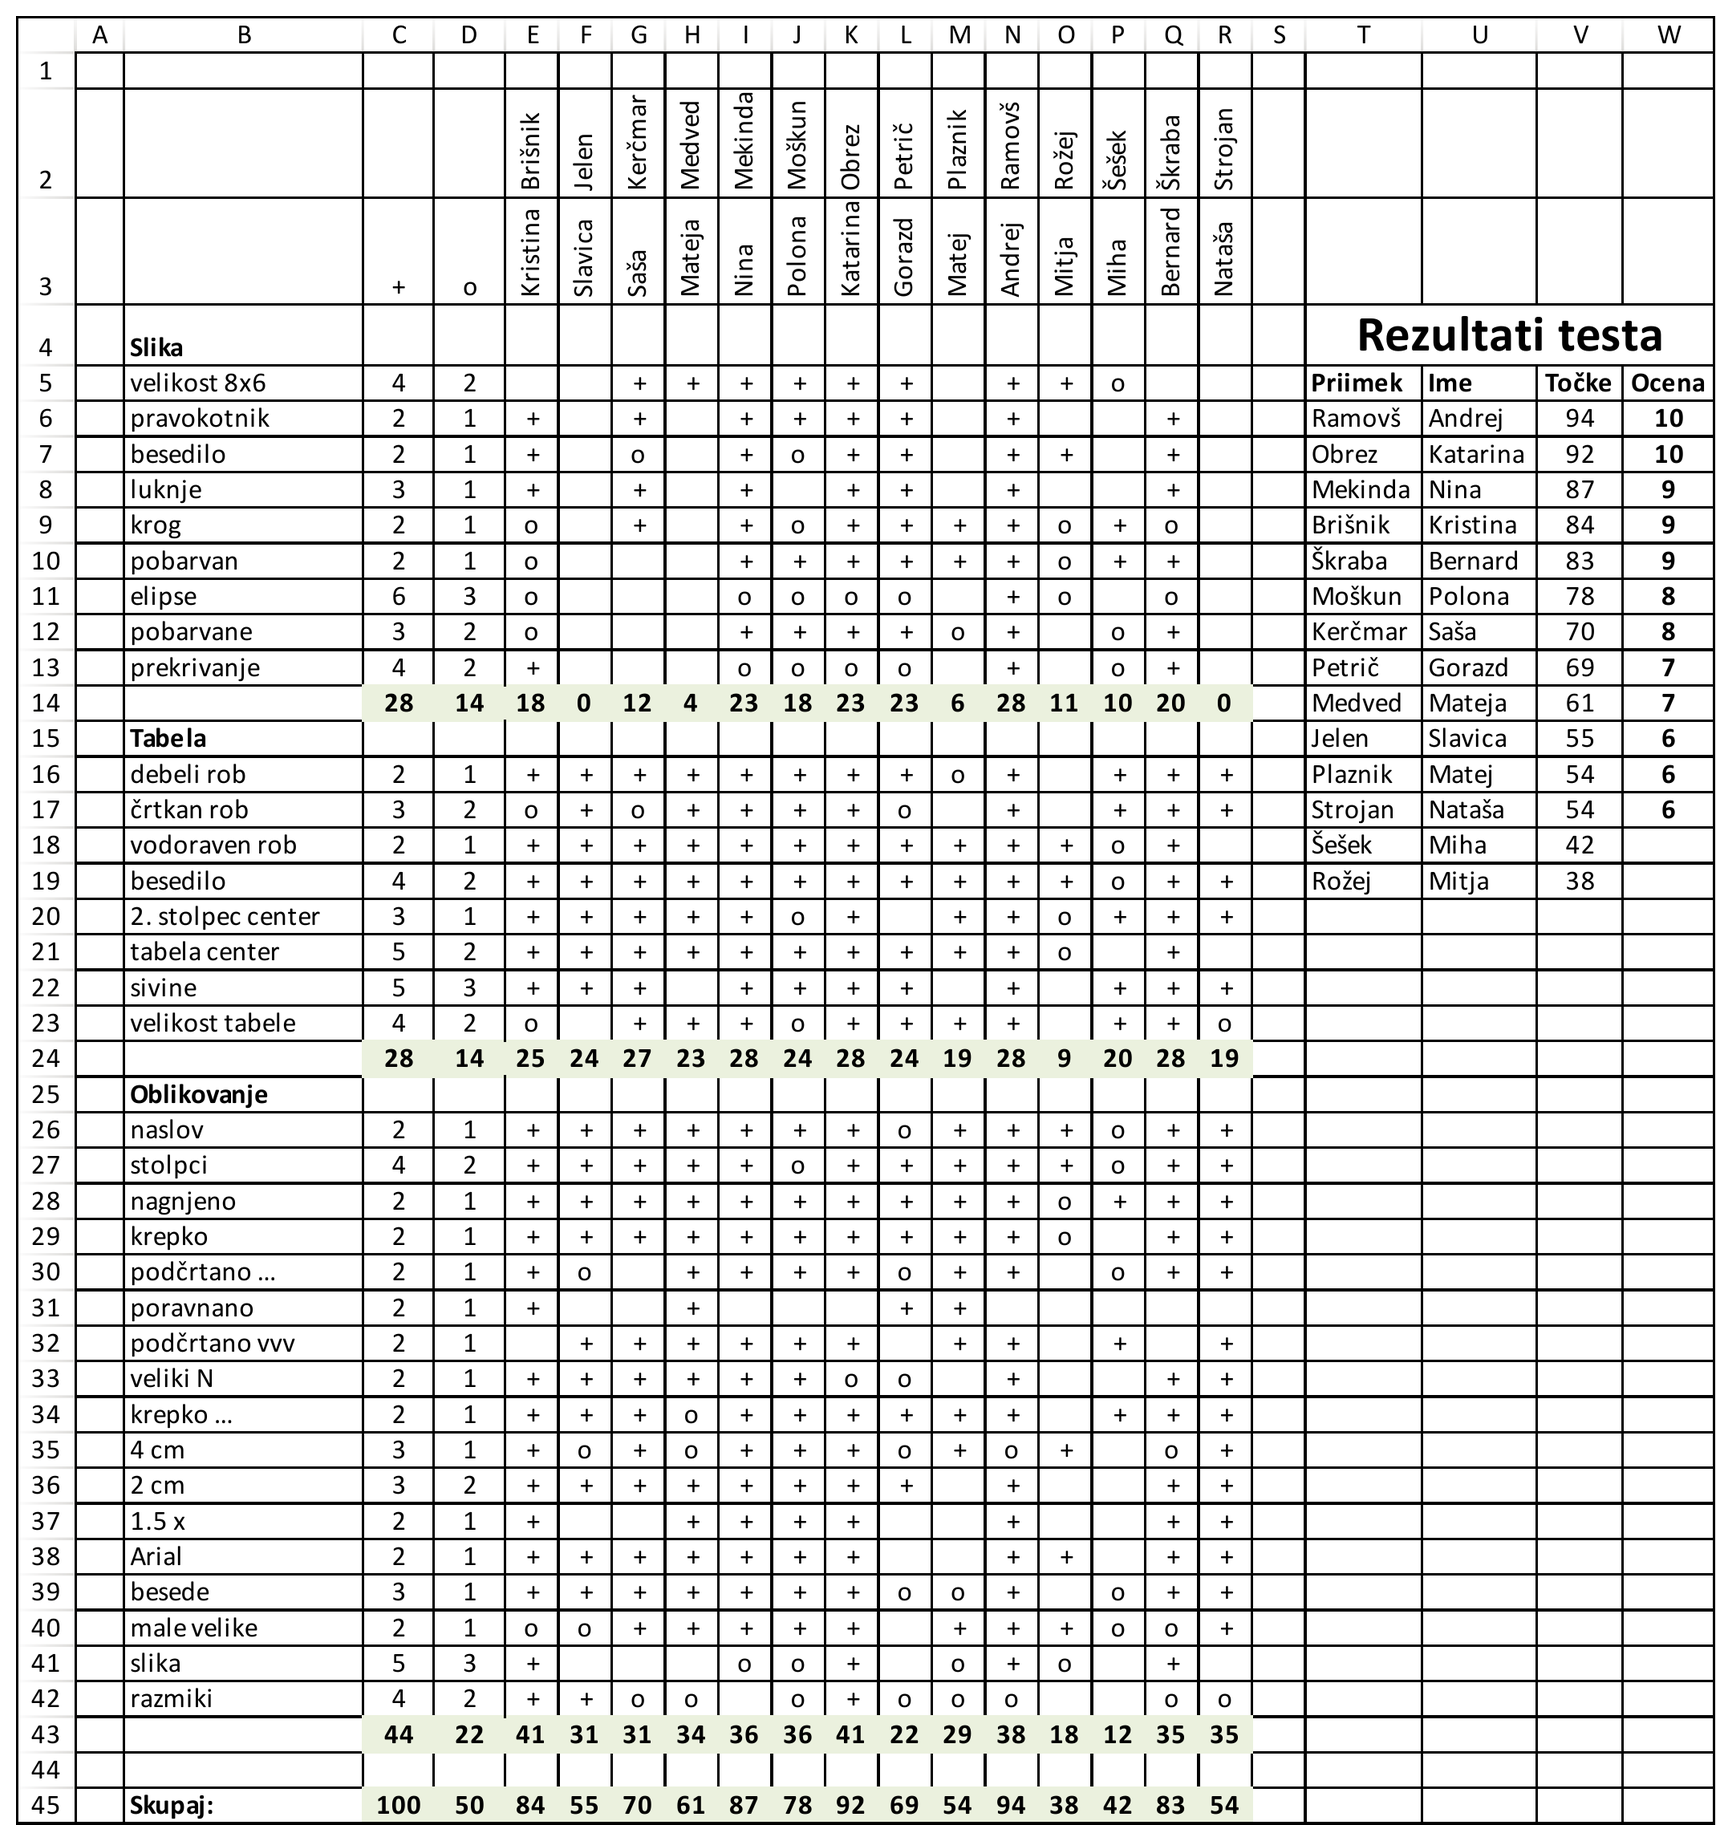 A B C D E F G H I J K L M N O P Q R S T U V W
1
2 Brišnik Jelen Kerčmar Medved Mekinda Moškun Obrez Petrič Plaznik Ramovš Rožej Šešek Škraba Strojan
3 + o Kristina Slavica Saša Mateja Nina Polona Katarina Gorazd Matej Andrej Mitja Miha Bernard Nataša
4 Slika Rezultati testa
5 velikost 8x6 4 2 + + + + + + + + o Priimek Ime Točke Ocena
6 pravokotnik 2 1 + + + + + + + + Ramovš Andrej 94 10
7 besedilo 2 1 + o + o + + + + + Obrez Katarina 92 10
8 luknje 3 1 + + + + + + + Mekinda Nina 87 9
9 krog 2 1 o + + o + + + + o + o Brišnik Kristina 84 9
10 pobarvan 2 1 o + + + + + + o + + Škraba Bernard 83 9
11 elipse 6 3 o o o o o + o o Moškun Polona 78 8
12 pobarvane 3 2 o + + + + o + o + Kerčmar Saša 70 8
13 prekrivanje 4 2 + o o o o + o + Petrič Gorazd 69 7
14 28 14 18 0 12 4 23 18 23 23 6 28 11 10 20 0 Medved Mateja 61 7
15 Tabela Jelen Slavica 55 6
16 debeli rob 2 1 + + + + + + + + o + + + + Plaznik Matej 54 6
17 črtkan rob 3 2 o + o + + + + o + + + + Strojan Nataša 54 6
18 vodoraven rob 2 1 + + + + + + + + + + + o + Šešek Miha 42
19 besedilo 4 2 + + + + + + + + + + + o + + Rožej Mitja 38
20 2. stolpec center 3 1 + + + + + o + + + o + + +
21 tabela center 5 2 + + + + + + + + + + o +
22 sivine 5 3 + + + + + + + + + + +
23 velikost tabele 4 2 o + + + o + + + + + + o
24 28 14 25 24 27 23 28 24 28 24 19 28 9 20 28 19
25 Oblikovanje
26 naslov 2 1 + + + + + + + o + + + o + +
27 stolpci 4 2 + + + + + o + + + + + o + +
28 nagnjeno 2 1 + + + + + + + + + + o + + +
29 krepko 2 1 + + + + + + + + + + o + +
30 podčrtano ... 2 1 + o + + + + o + + o + +
31 poravnano 2 1 + + + +
32 podčrtano vvv 2 1 + + + + + + + + + +
33 veliki N 2 1 + + + + + + o o + + +
34 krepko ... 2 1 + + + o + + + + + + + + +
35 4 cm 3 1 + o + o + + + o + o + o +
36 2 cm 3 2 + + + + + + + + + + +
37 1.5 x 2 1 + + + + + + + +
38 Arial 2 1 + + + + + + + + + + +
39 besede 3 1 + + + + + + + o o + o + +
40 male velike 2 1 o o + + + + + + + + o o +
41 slika 5 3 + o o + o + o +
42 razmiki 4 2 + + o o o + o o o o o
43 44 22 41 31 31 34 36 36 41 22 29 38 18 12 35 35
44
45 Skupaj: 100 50 84 55 70 61 87 78 92 69 54 94 38 42 83 54